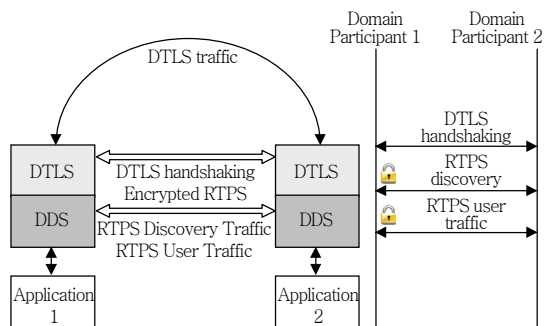 DTLS traffic
DTLS
DTLS
DTLS handshaking
Encrypted RTPS
DDS
DDS
RTPS Discovery Traffic
RTPS User Traffic
Application
1
Application
2
Domain
Participant 1
Domain
Participant 2
DTLS
handshaking
RTPS
discovery
RTPS user
traffic